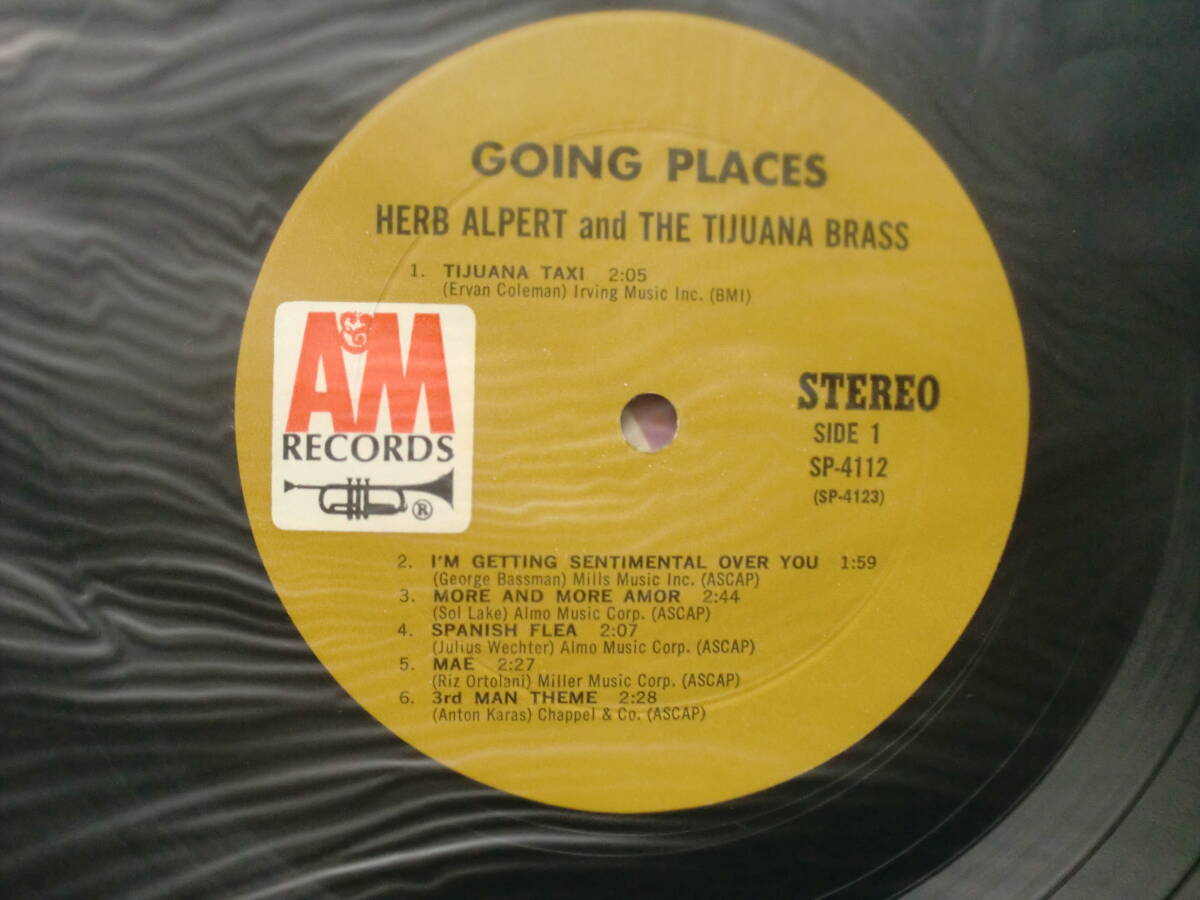 GOING PLACES
HERB ALPERT and THE TIJUANA BRASS
1. TIJUANA TAXI 2:05
(Ervan Coleman) Irving Music Inc. (BMI)
A&M
RECORDS
®
STEREO
SIDE 1
SP-4112
(SP-4123)
2. I'M GETTING SENTIMENTAL OVER YOU 1:59
(George Bassman) Mills Music Inc. (ASCAP)
3. MORE AND MORE AMOR 2:44
(Sol Lake) Almo Music Corp. (ASCAP)
4. SPANISH FLEA 2:07
(Julius Wechter) Almo Music Corp. (ASCAP)
5. MAE 2:27
(Riz Ortolani) Miller Music Corp. (ASCAP)
6. 3rd MAN THEME 2:28
(Anton Karas) Chappel & Co. (ASCAP)